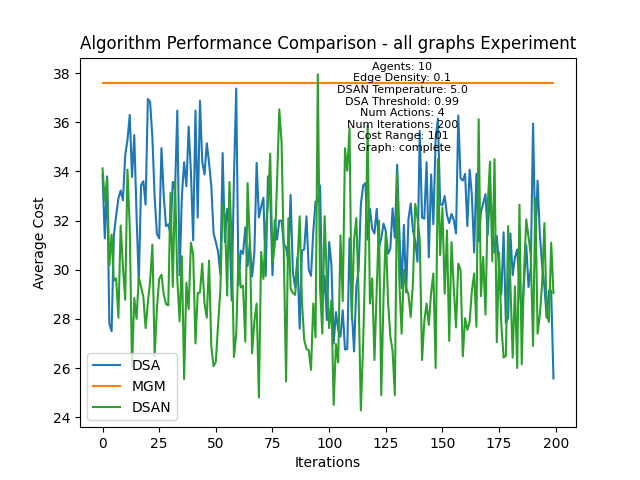 Algorithm Performance Comparison - all graphs Experiment
Agents: 10
Edge Density: 0.1
DSAN Temperature: 5.0
DSA Threshold: 0.99
Num Actions: 4
Num Iterations: 200
Cost Range: 101
Graph: complete
Average Cost
38
36
34
32
30
28
26
24
DSA
MGM
DSAN
0 25 50 75 100 125 150 175 200
Iterations